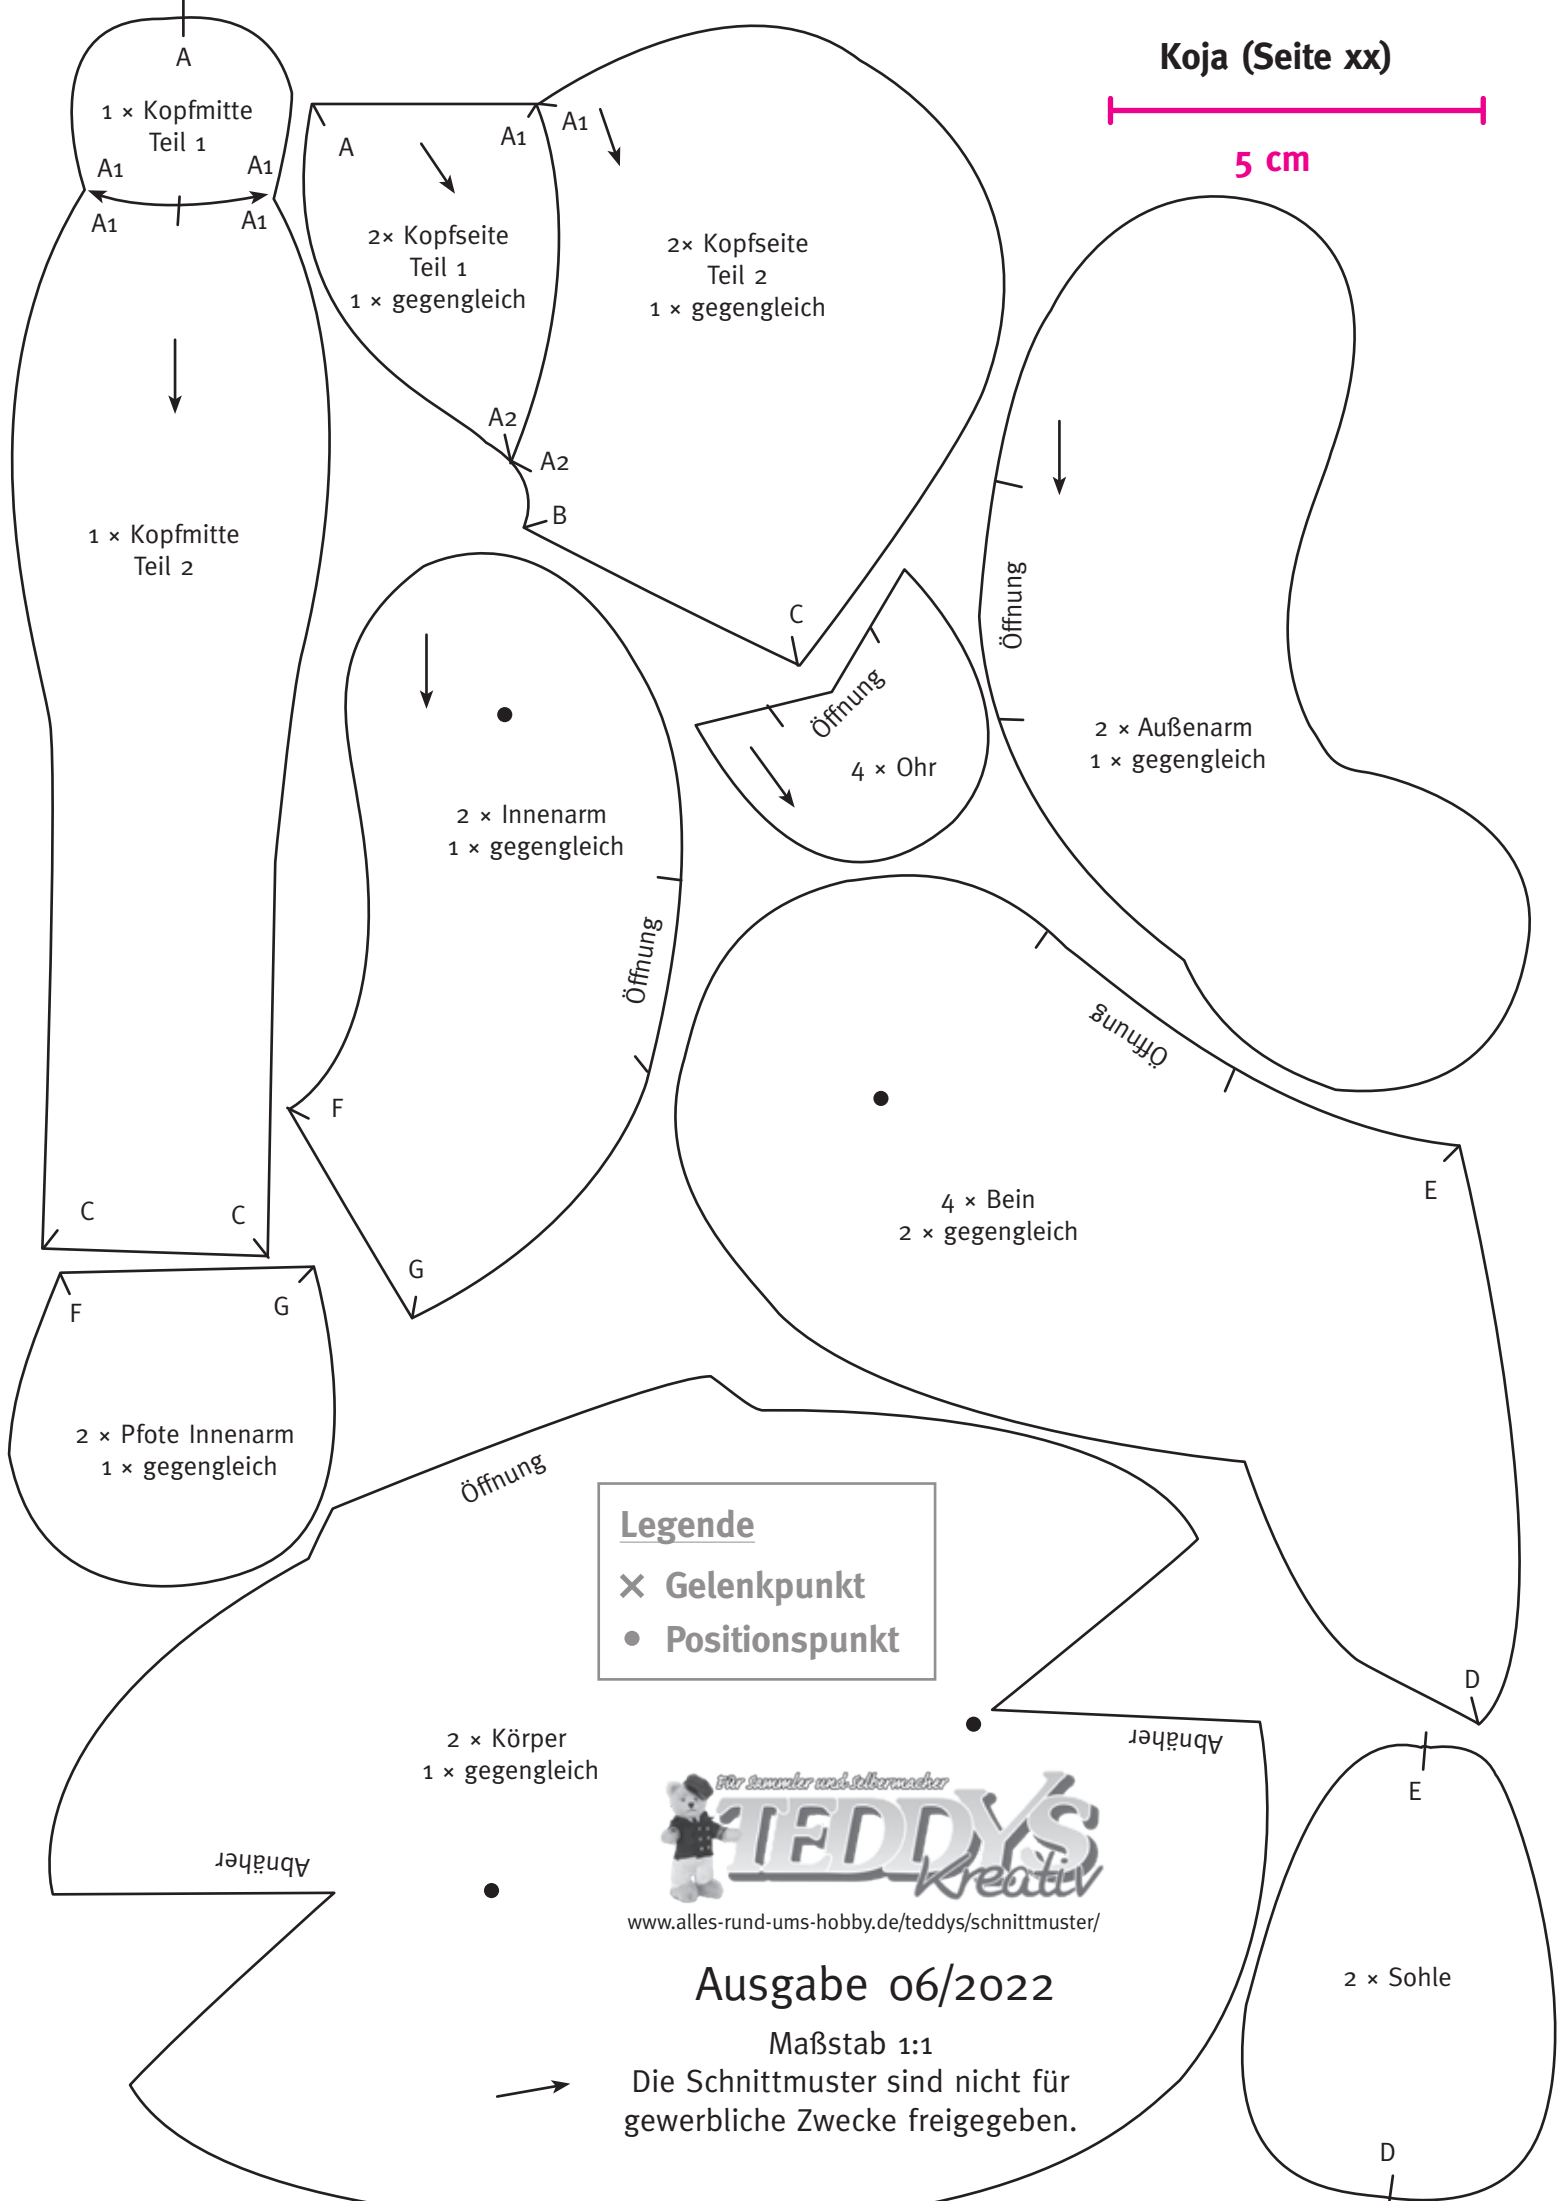 Koja (Seite xx)
5 cm
A
1 × Kopfmitte
Teil 1
A1
A1
A1
A1
1 × Kopfmitte
Teil 2
C
C
A
A1
2× Kopfseite
Teil 1
1 × gegengleich
A2
A1
2× Kopfseite
Teil 2
1 × gegengleich
A2
B
C
Öffnung
2 × Außenarm
1 × gegengleich
Öffnung
4 × Ohr
2 × Innenarm
1 × gegengleich
Öffnung
F
G
Öffnung
4 × Bein
2 × gegengleich
E
D
F
G
2 × Pfote Innenarm
1 × gegengleich
Öffnung
Legende
× Gelenkpunkt
● Positionspunkt
2 × Körper
1 × gegengleich
Abnäher
Abnäher
Für Sammler und Selbermacher
TEDDYS
Kreativ
www.alles-rund-ums-hobby.de/teddys/schnittmuster/
Ausgabe 06/2022
Maßstab 1:1
Die Schnittmuster sind nicht für
gewerbliche Zwecke freigegeben.
E
2 × Sohle
D